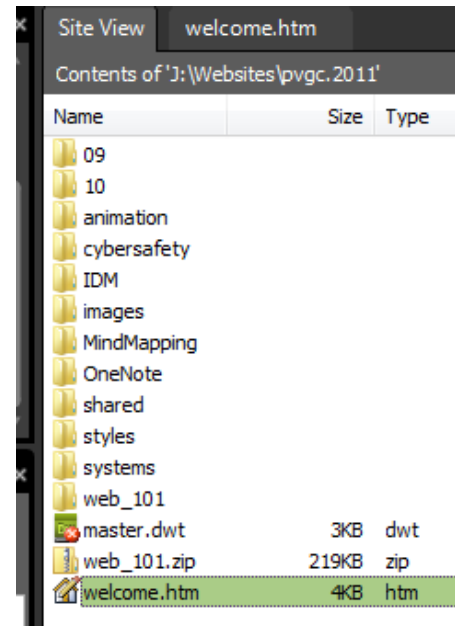 Site View welcome.htm
Contents of 'J:\Websites\pvgc.2011'
Name Size Type
09
10
animation
cybersafety
IDM
images
MindMapping
OneNote
shared
styles
systems
web_101
master.dwt 3KB dwt
web_101.zip 219KB zip
welcome.htm 4KB htm